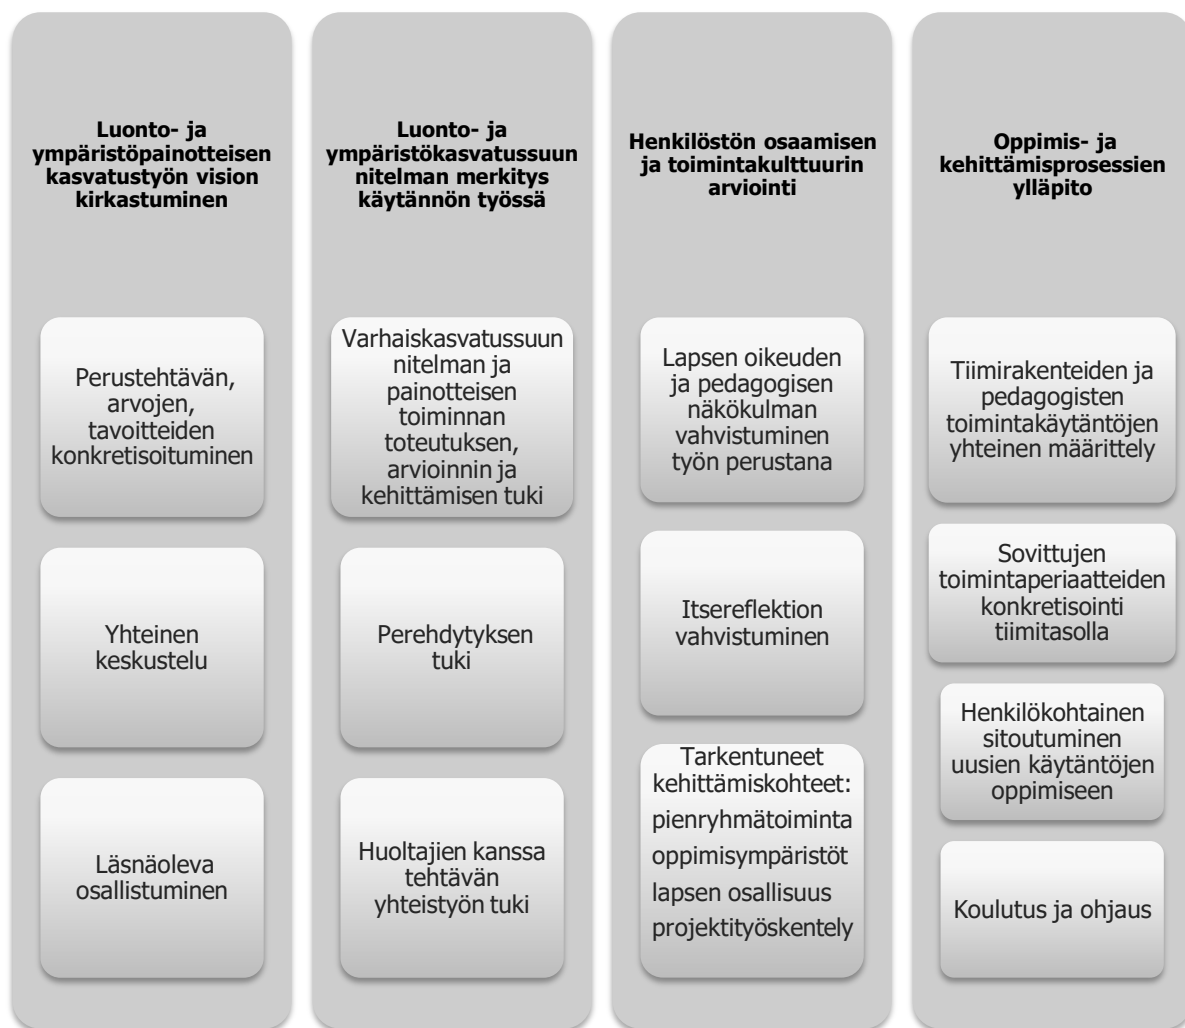 Luonto- ja
ympäristöpainotteisen
kasvatustyön vision
kirkastuminen
Perustehtävän,
arvojen,
tavoitteiden
konkretisoituminen
Yhteinen
keskustelu
Läsnäoleva
osallistuminen
Luonto- ja
ympäristökasvatussuun
nitelman merkitys
käytännön työssä
Varhaiskasvatussuun
nitelman ja
painotteisen
toiminnan
toteutuksen,
arvioinnin ja
kehittämisen tuki
Perehdytyksen
tuki
Huoltajien kanssa
tehtävän
yhteistyön tuki
Henkilöstön osaamisen
ja toimintakulttuurin
arviointi
Lapsen oikeuden
ja pedagogisen
näkökulman
vahvistuminen
työn perustana
Itsereflektion
vahvistuminen
Tarkentuneet
kehittämiskohteet:
pienryhmätoiminta
oppimisympäristöt
lapsen osallisuus
projektityöskentely
Oppimis- ja
kehittämisprosessien
ylläpito
Tiimirakenteiden ja
pedagogisten
toimintakäytäntöjen
yhteinen määrittely
Sovittujen
toimintaperiaatteiden
konkretisointi
tiimitasolla
Henkilökohtainen
sitoutuminen
uusien käytäntöjen
oppimiseen
Koulutus ja ohjaus